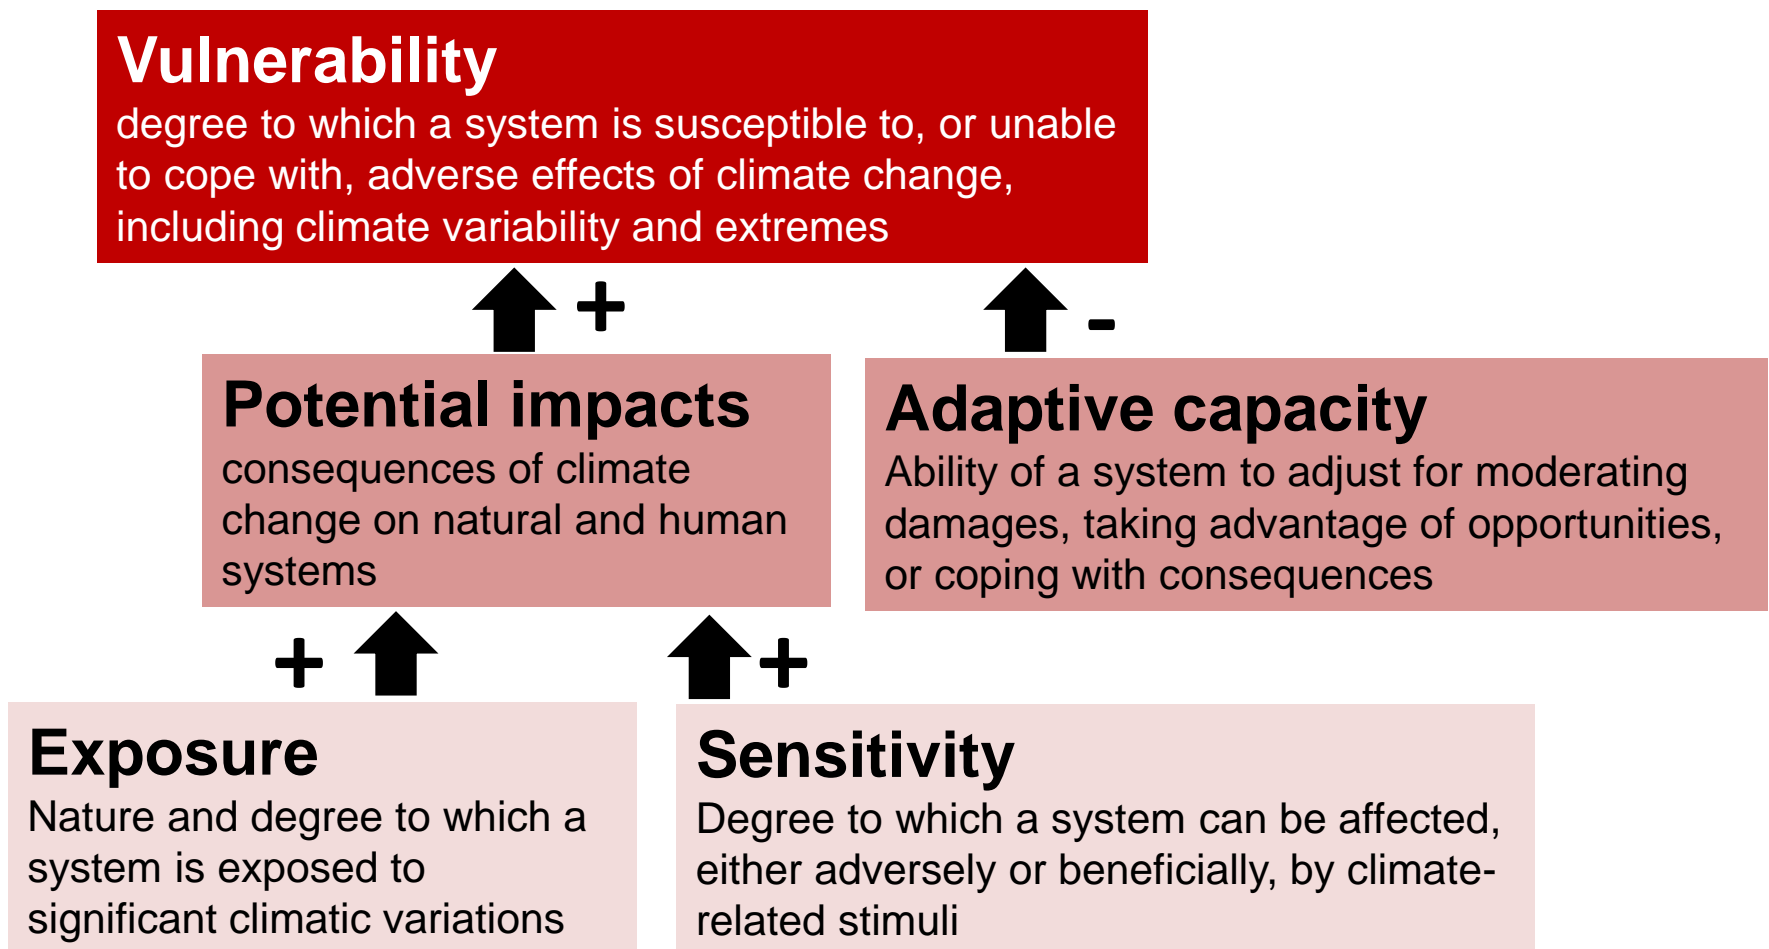 Vulnerability
degree to which a system is susceptible to, or unable
to cope with, adverse effects of climate change,
including climate variability and extremes
+
-
Potential impacts
consequences of climate
change on natural and human
systems
Adaptive capacity
Ability of a system to adjust for moderating
damages, taking advantage of opportunities,
or coping with consequences
+
+
Exposure
Nature and degree to which a
system is exposed to
significant climatic variations
Sensitivity
Degree to which a system can be affected,
either adversely or beneficially, by climate-
related stimuli